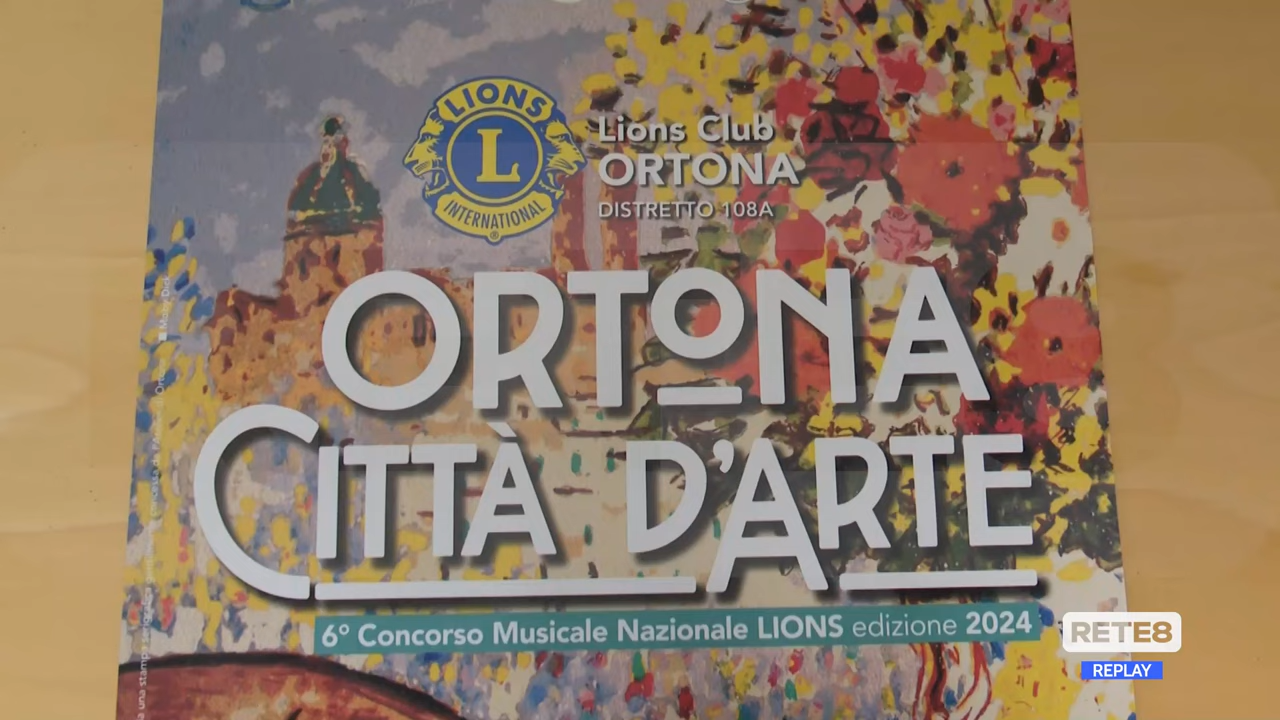 LIONS
L
INTERNATIONAL
®
Lions Club
ORTONA
DISTRETTO 108A
ORTONA
CITTÀ D'ARTE
6° Concorso Musicale Nazionale LIONS edizione 2024
RETE8
REPLAY